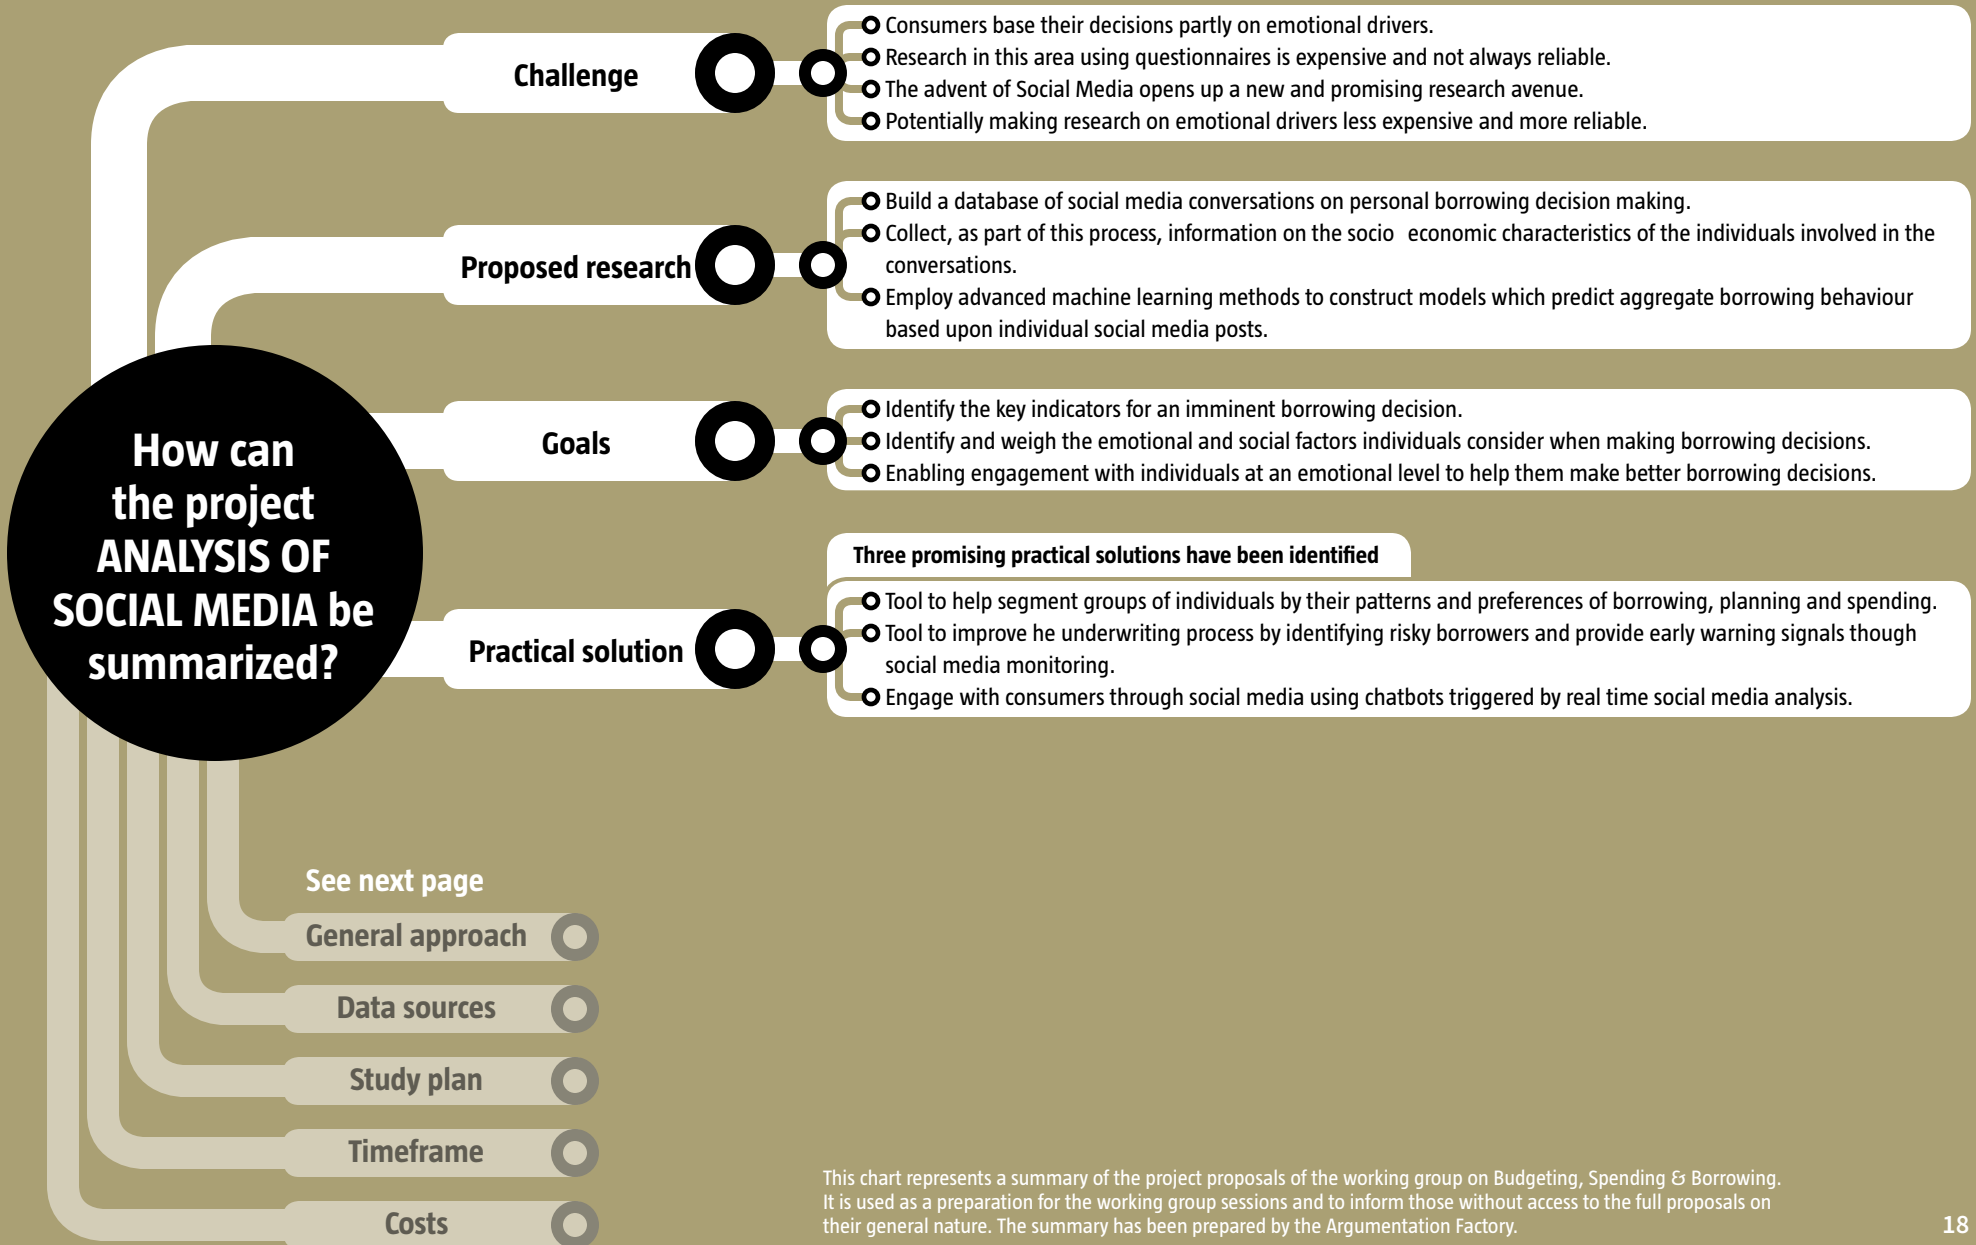 How can
the project
ANALYSIS OF
SOCIAL MEDIA be
summarized?
Challenge
Consumers base their decisions partly on emotional drivers.
Research in this area using questionnaires is expensive and not always reliable.
The advent of Social Media opens up a new and promising research avenue.
Potentially making research on emotional drivers less expensive and more reliable.
Proposed research
Build a database of social media conversations on personal borrowing decision making.
Collect, as part of this process, information on the socio economic characteristics of the individuals involved in the
conversations.
Employ advanced machine learning methods to construct models which predict aggregate borrowing behaviour
based upon individual social media posts.
Goals
Identify the key indicators for an imminent borrowing decision.
Identify and weigh the emotional and social factors individuals consider when making borrowing decisions.
Enabling engagement with individuals at an emotional level to help them make better borrowing decisions.
Practical solution
Three promising practical solutions have been identified
Tool to help segment groups of individuals by their patterns and preferences of borrowing, planning and spending.
Tool to improve he underwriting process by identifying risky borrowers and provide early warning signals though
social media monitoring.
Engage with consumers through social media using chatbots triggered by real time social media analysis.
See next page
General approach
Data sources
Study plan
Timeframe
Costs
This chart represents a summary of the project proposals of the working group on Budgeting, Spending & Borrowing.
It is used as a preparation for the working group sessions and to inform those without access to the full proposals on
their general nature. The summary has been prepared by the Argumentation Factory.
18